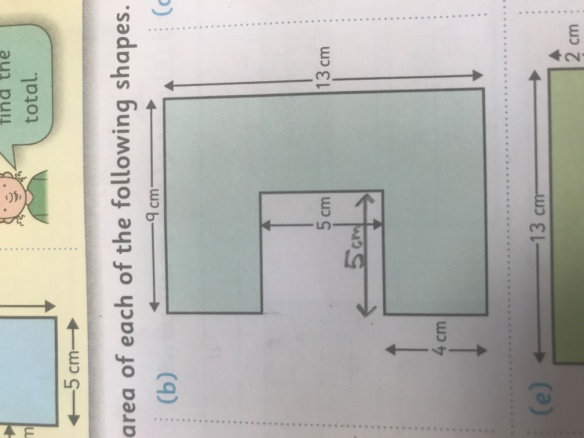 find the
total.
5 cm
area of each of the following shapes.
(b)
9 cm
13 cm
5 cm
5cm
4 cm
(e)
13 cm
2 cm